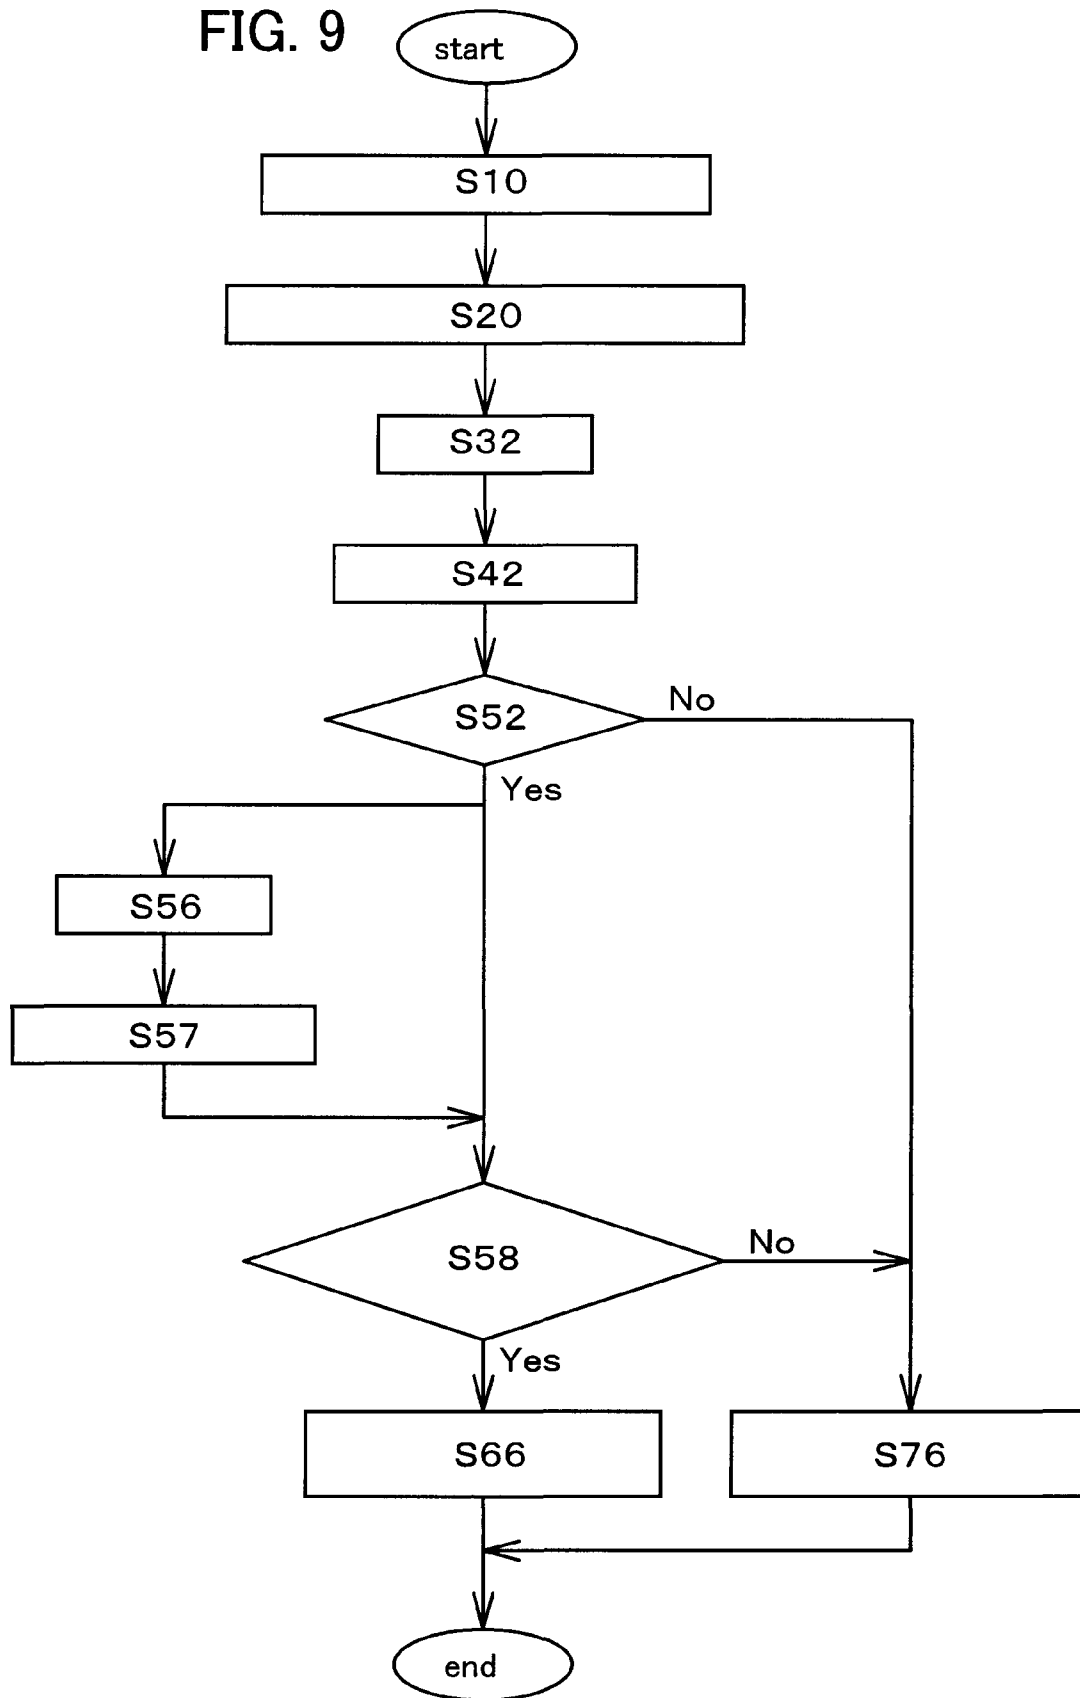 FIG. 9
start
S10
S20
S32
S42
S52
No
Yes
S56
S57
S58
No
Yes
S66
S76
end